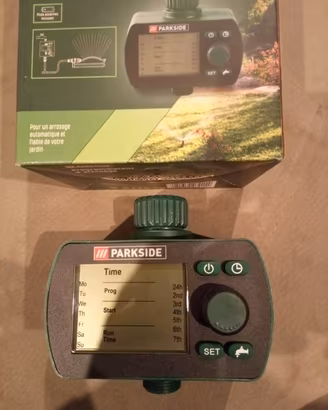 PARKSIDE
SET
Pour un arrosage
automatique et
fiable de votre
jardin
PARKSIDE
Time
Mo
Tu
We
Th
Fr
Sa
Su
Prog
Start
Run
Time
24h
2nd
3rd
4th
5th
6th
7th
SET